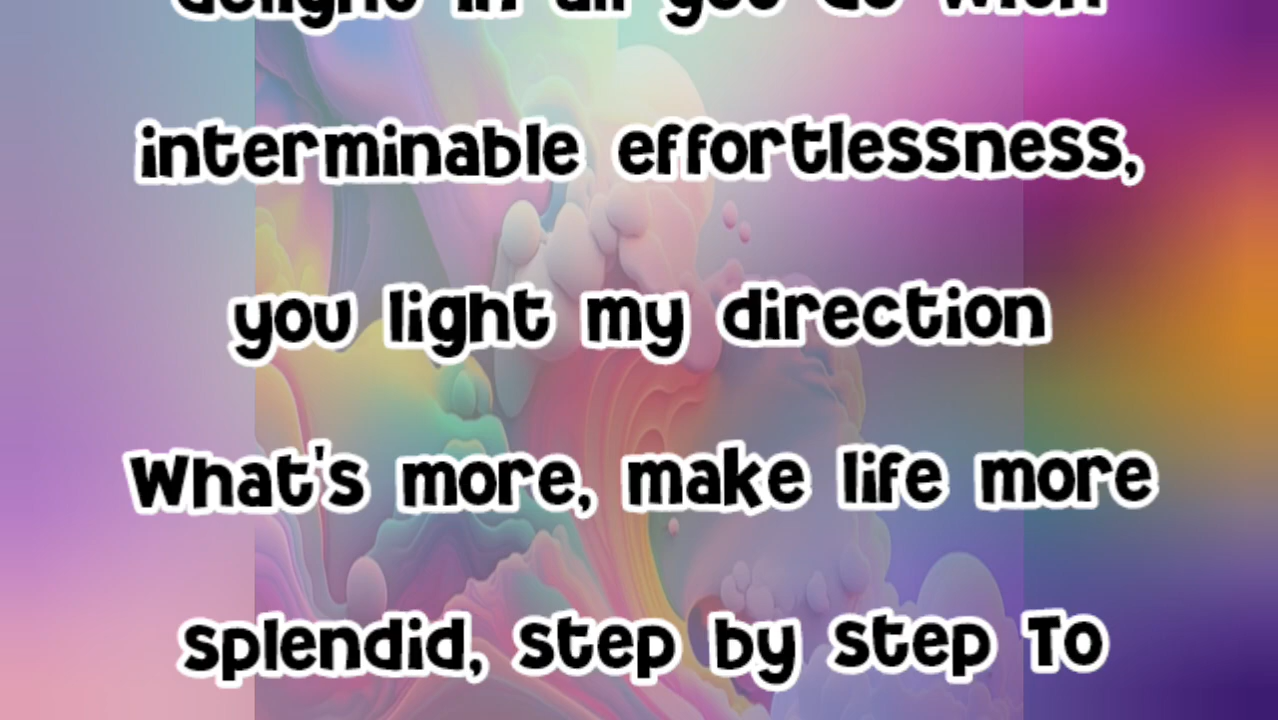 delight in all you do With
interminable effortlessness,
you light my direction
What's more, make life more
splendid, step by step To